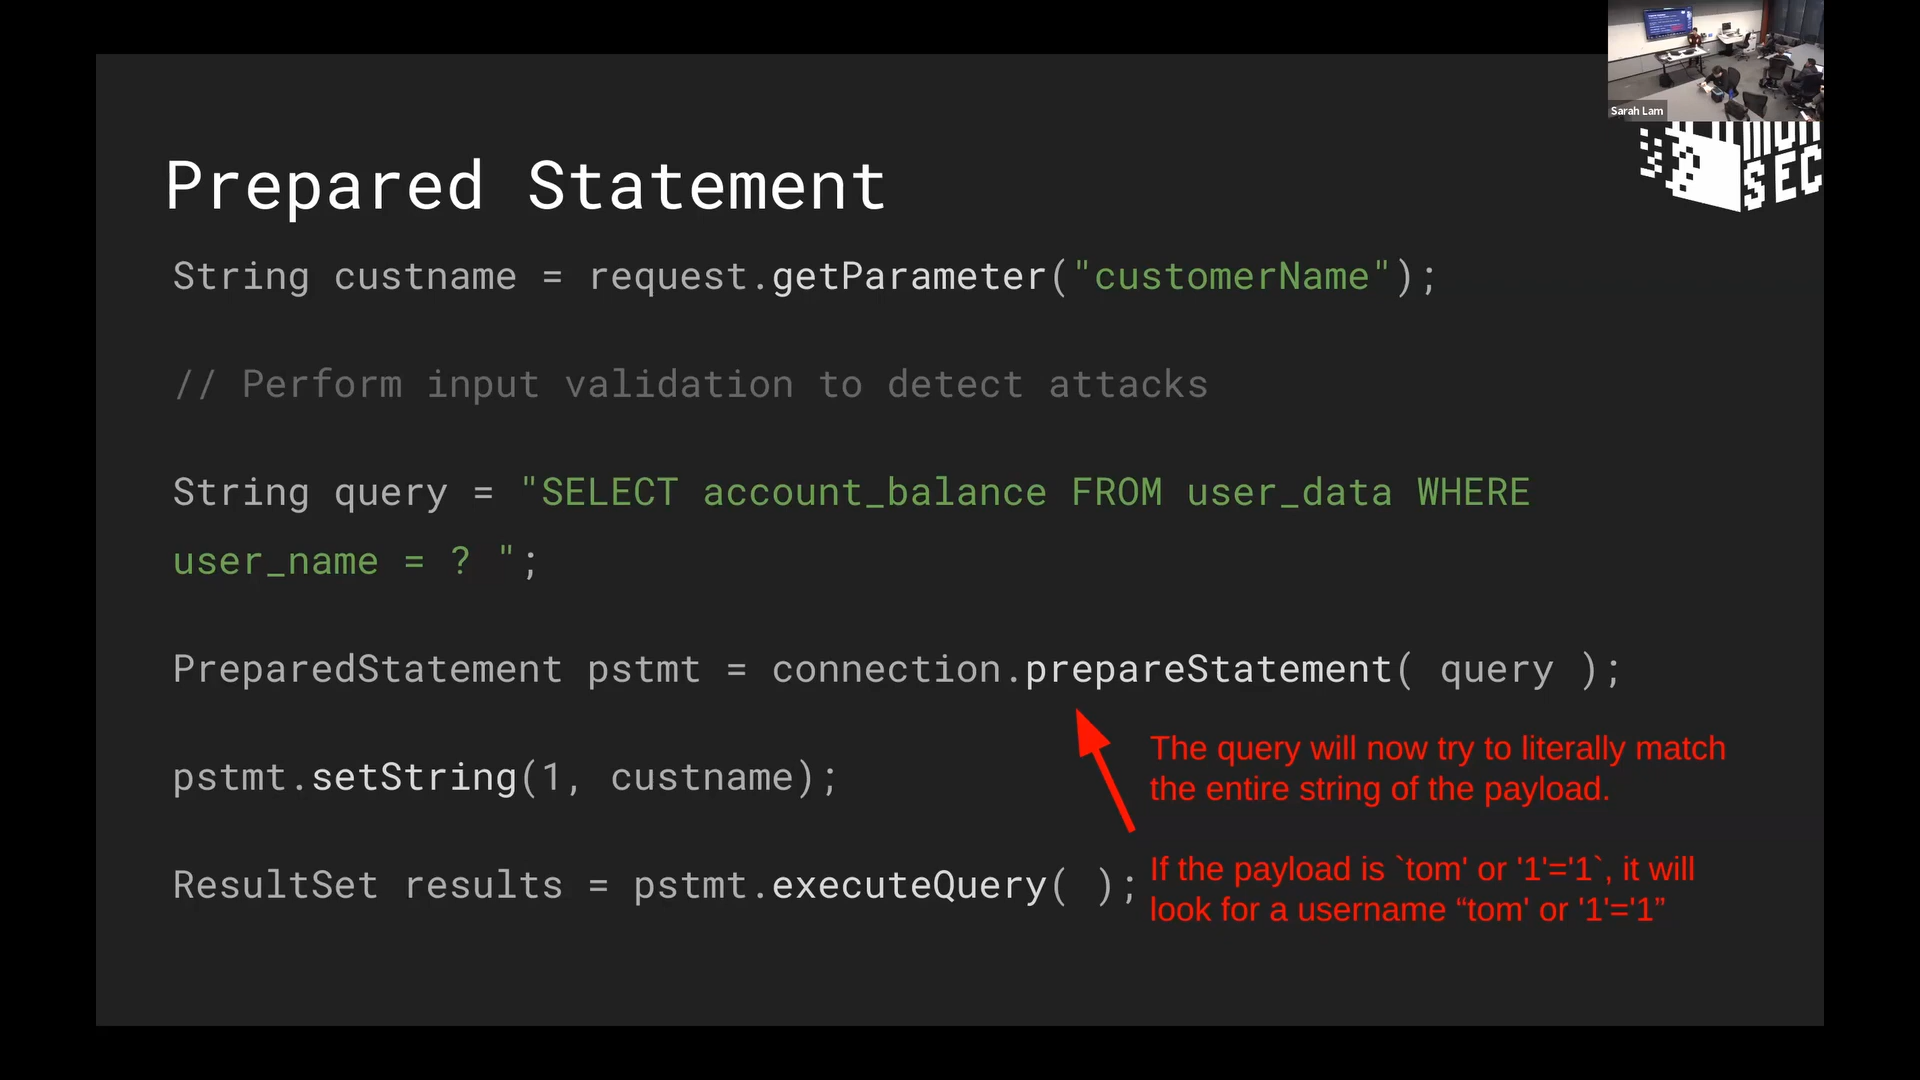 Sarah Lam
SEC
Prepared Statement
String custname = request.getParameter("customerName");
// Perform input validation to detect attacks
String query = "SELECT account_balance FROM user_data WHERE
user_name = ? ";
PreparedStatement pstmt = connection.prepareStatement( query );
The query will now try to literally match
the entire string of the payload.
pstmt.setString(1, custname);
If the payload is `tom' or '1'='1`, it will
look for a username “tom' or '1'='1”
ResultSet results = pstmt.executeQuery( );